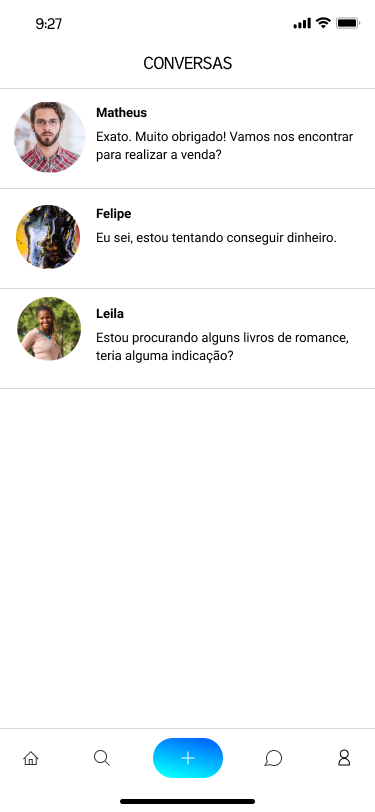 9:27
CONVERSAS
Matheus
Exato. Muito obrigado! Vamos nos encontrar
para realizar a venda?
Felipe
Eu sei, estou tentando conseguir dinheiro.
Leila
Estou procurando alguns livros de romance,
teria alguma indicação?